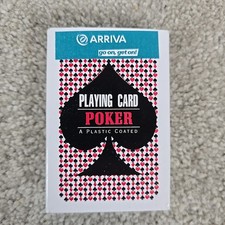 ARRIVA
go on, get on!
PLAYING CARD
POKER
A PLASTIC COATED